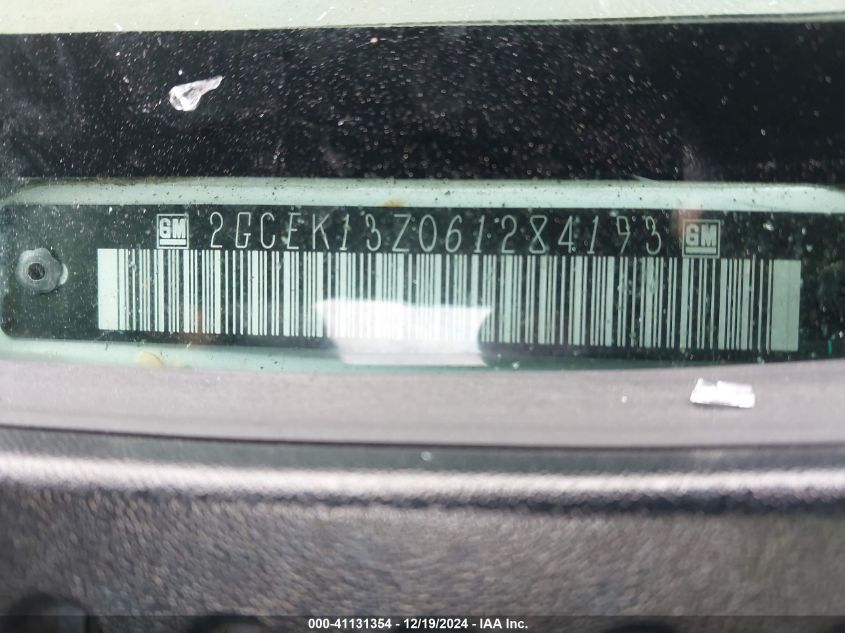 GM 2GCEK13Z061284193 GM
000-41131354 - 12/19/2024 - IAA Inc.